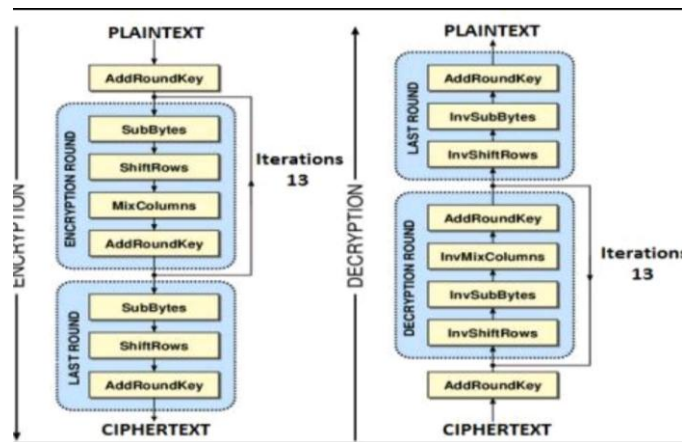 PLAINTEXT
AddRoundKey
ENCRYPTION
ENCRYPTION ROUND
SubBytes
ShiftRows
MixColumns
AddRoundKey
Iterations
13
LAST ROUND
SubBytes
ShiftRows
AddRoundKey
CIPHERTEXT
PLAINTEXT
DECRYPTION
LAST ROUND
AddRoundKey
InvSubBytes
InvShiftRows
DECRYPTION ROUND
AddRoundKey
InvMixColumns
InvSubBytes
InvShiftRows
Iterations
13
AddRoundKey
CIPHERTEXT